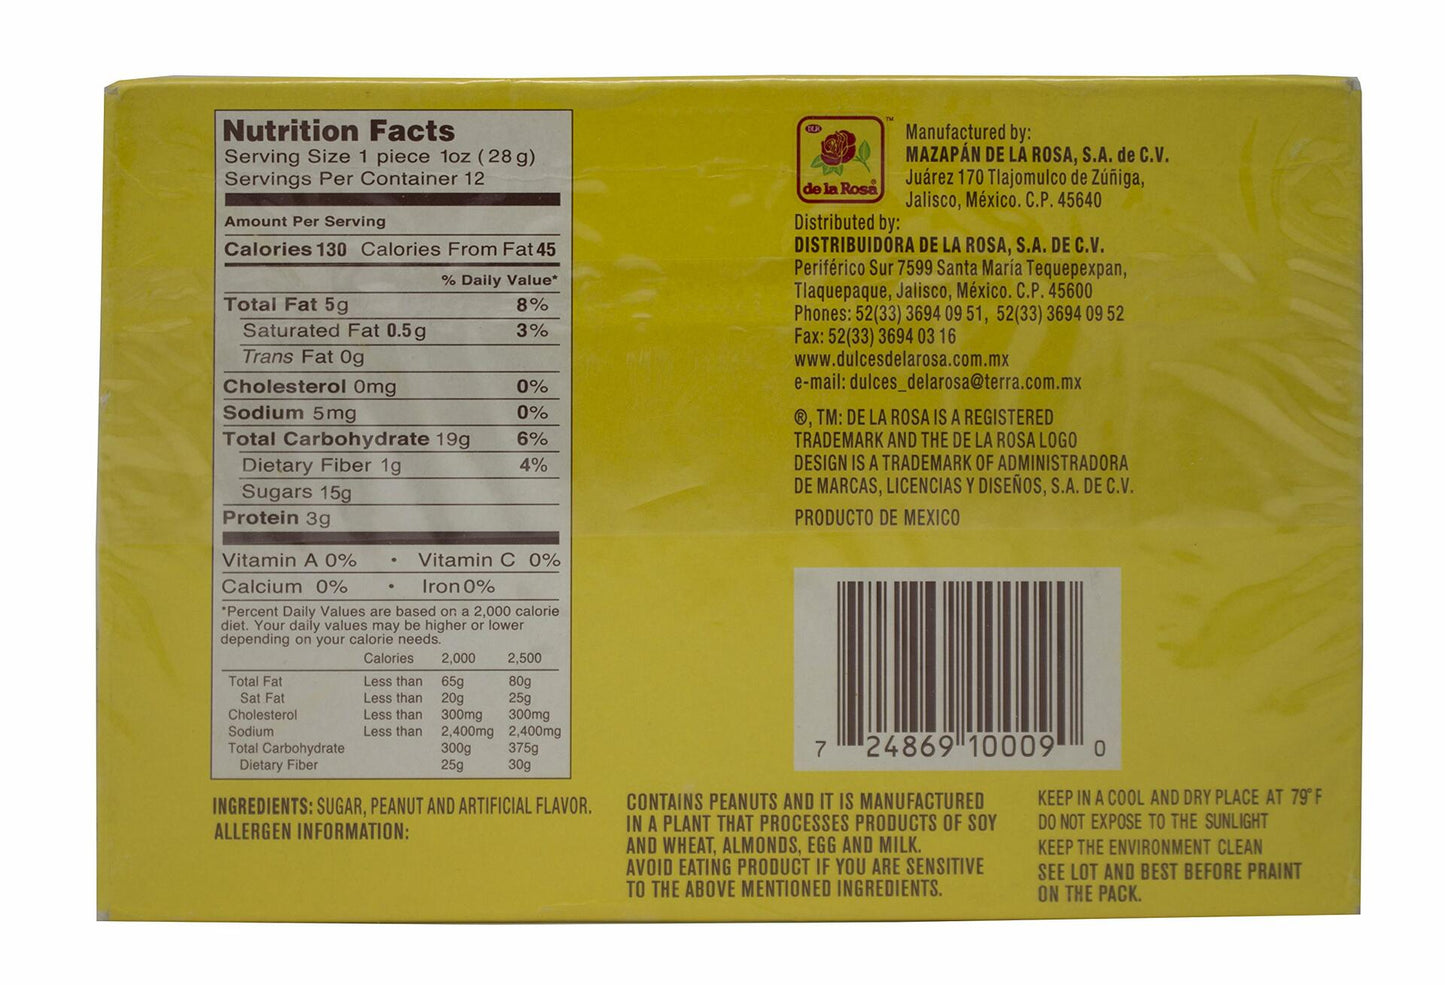 Nutrition Facts
Serving Size 1 piece 1oz (28g)
Servings Per Container 12
Amount Per Serving
Calories 130 Calories From Fat 45
% Daily Value*
Total Fat 5g 8%
Saturated Fat 0.5g 3%
Trans Fat 0g
Cholesterol 0mg 0%
Sodium 5mg 0%
Total Carbohydrate 19g 6%
Dietary Fiber 1g 4%
Sugars 15g
Protein 3g
Vitamin A 0% • Vitamin C 0%
Calcium 0% • Iron 0%
*Percent Daily Values are based on a 2,000 calorie
diet. Your daily values may be higher or lower
depending on your calorie needs.
Calories 2,000 2,500
Total Fat Less than 65g 80g
Sat Fat Less than 20g 25g
Cholesterol Less than 300mg 300mg
Sodium Less than 2,400mg 2,400mg
Total Carbohydrate 300g 375g
Dietary Fiber 25g 30g
INGREDIENTS: SUGAR, PEANUT AND ARTIFICIAL FLAVOR.
ALLERGEN INFORMATION:
DLR
TM
de la Rosa®
Manufactured by:
MAZAPÁN DE LA ROSA, S.A. de C.V.
Juárez 170 Tlajomulco de Zúñiga,
Jalisco, México. C.P. 45640
Distributed by:
DISTRIBUIDORA DE LA ROSA, S.A. DE C.V.
Periférico Sur 7599 Santa María Tequepexpan,
Tlaquepaque, Jalisco, México. C.P. 45600
Phones: 52(33) 3694 09 51, 52(33) 3694 09 52
Fax: 52(33) 3694 03 16
www.dulcesdelarosa.com.mx
e-mail: dulces_delarosa@terra.com.mx
®, TM: DE LA ROSA IS A REGISTERED
TRADEMARK AND THE DE LA ROSA LOGO
DESIGN IS A TRADEMARK OF ADMINISTRADORA
DE MARCAS, LICENCIAS Y DISEÑOS, S.A. DE C.V.
PRODUCTO DE MEXICO
7 24869 10009 0
CONTAINS PEANUTS AND IT IS MANUFACTURED
IN A PLANT THAT PROCESSES PRODUCTS OF SOY
AND WHEAT, ALMONDS, EGG AND MILK.
AVOID EATING PRODUCT IF YOU ARE SENSITIVE
TO THE ABOVE MENTIONED INGREDIENTS.
KEEP IN A COOL AND DRY PLACE AT 79°F
DO NOT EXPOSE TO THE SUNLIGHT
KEEP THE ENVIRONMENT CLEAN
SEE LOT AND BEST BEFORE PRAINT
ON THE PACK.